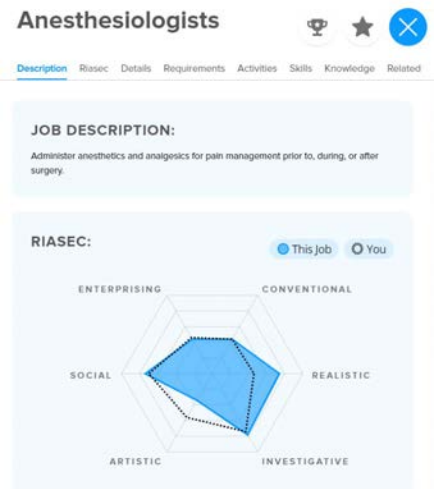 Anesthesiologists
Description Riasec Details Requirements Activities Skills Knowledge Related
JOB DESCRIPTION:
Administer anesthetics and analgesics for pain management prior to, during, or after
surgery.
RIASEC:
This Job You
ENTERPRISING CONVENTIONAL
SOCIAL REALISTIC
ARTISTIC INVESTIGATIVE